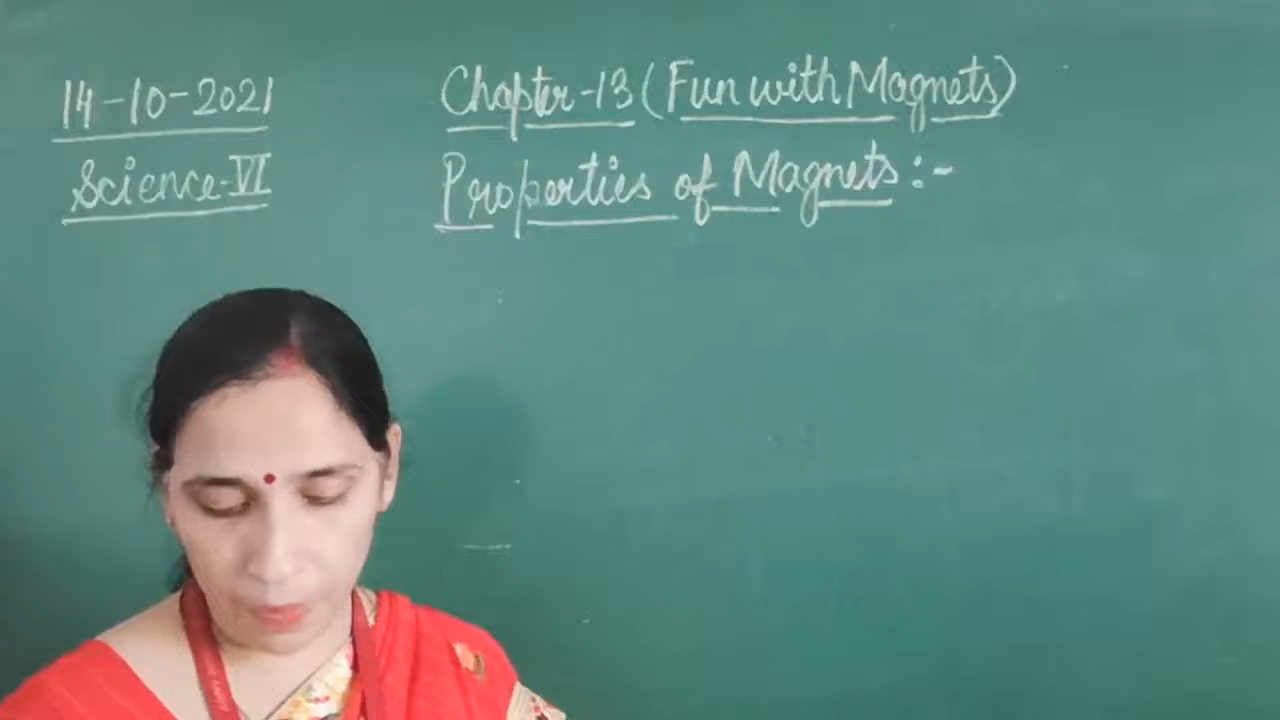 14-10-2021
Science-VI
Chapter-13 (Fun with Magnets)
Properties of Magnets:-